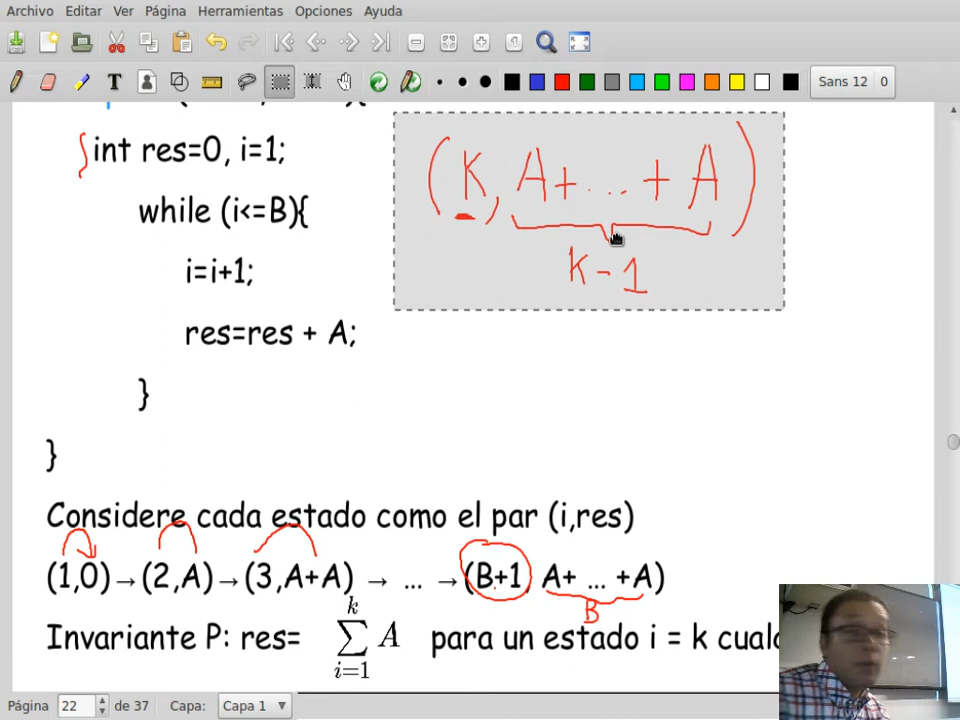 Archivo Editar Ver Página Herramientas Opciones Ayuda
Sans 12 0
int res=0, i=1;
while (i<=B){
i=i+1;
res=res + A;
}
}
(K, A+...+A)
K-1
Considere cada estado como el par (i,res)
(1,0)→(2,A)→(3,A+A) → ... →(B+1, A+ ... +A)
B
Invariante P: res= \sum_{i=1}^{k} A para un estado i = k
Página 22 de 37 Capa: Capa 1